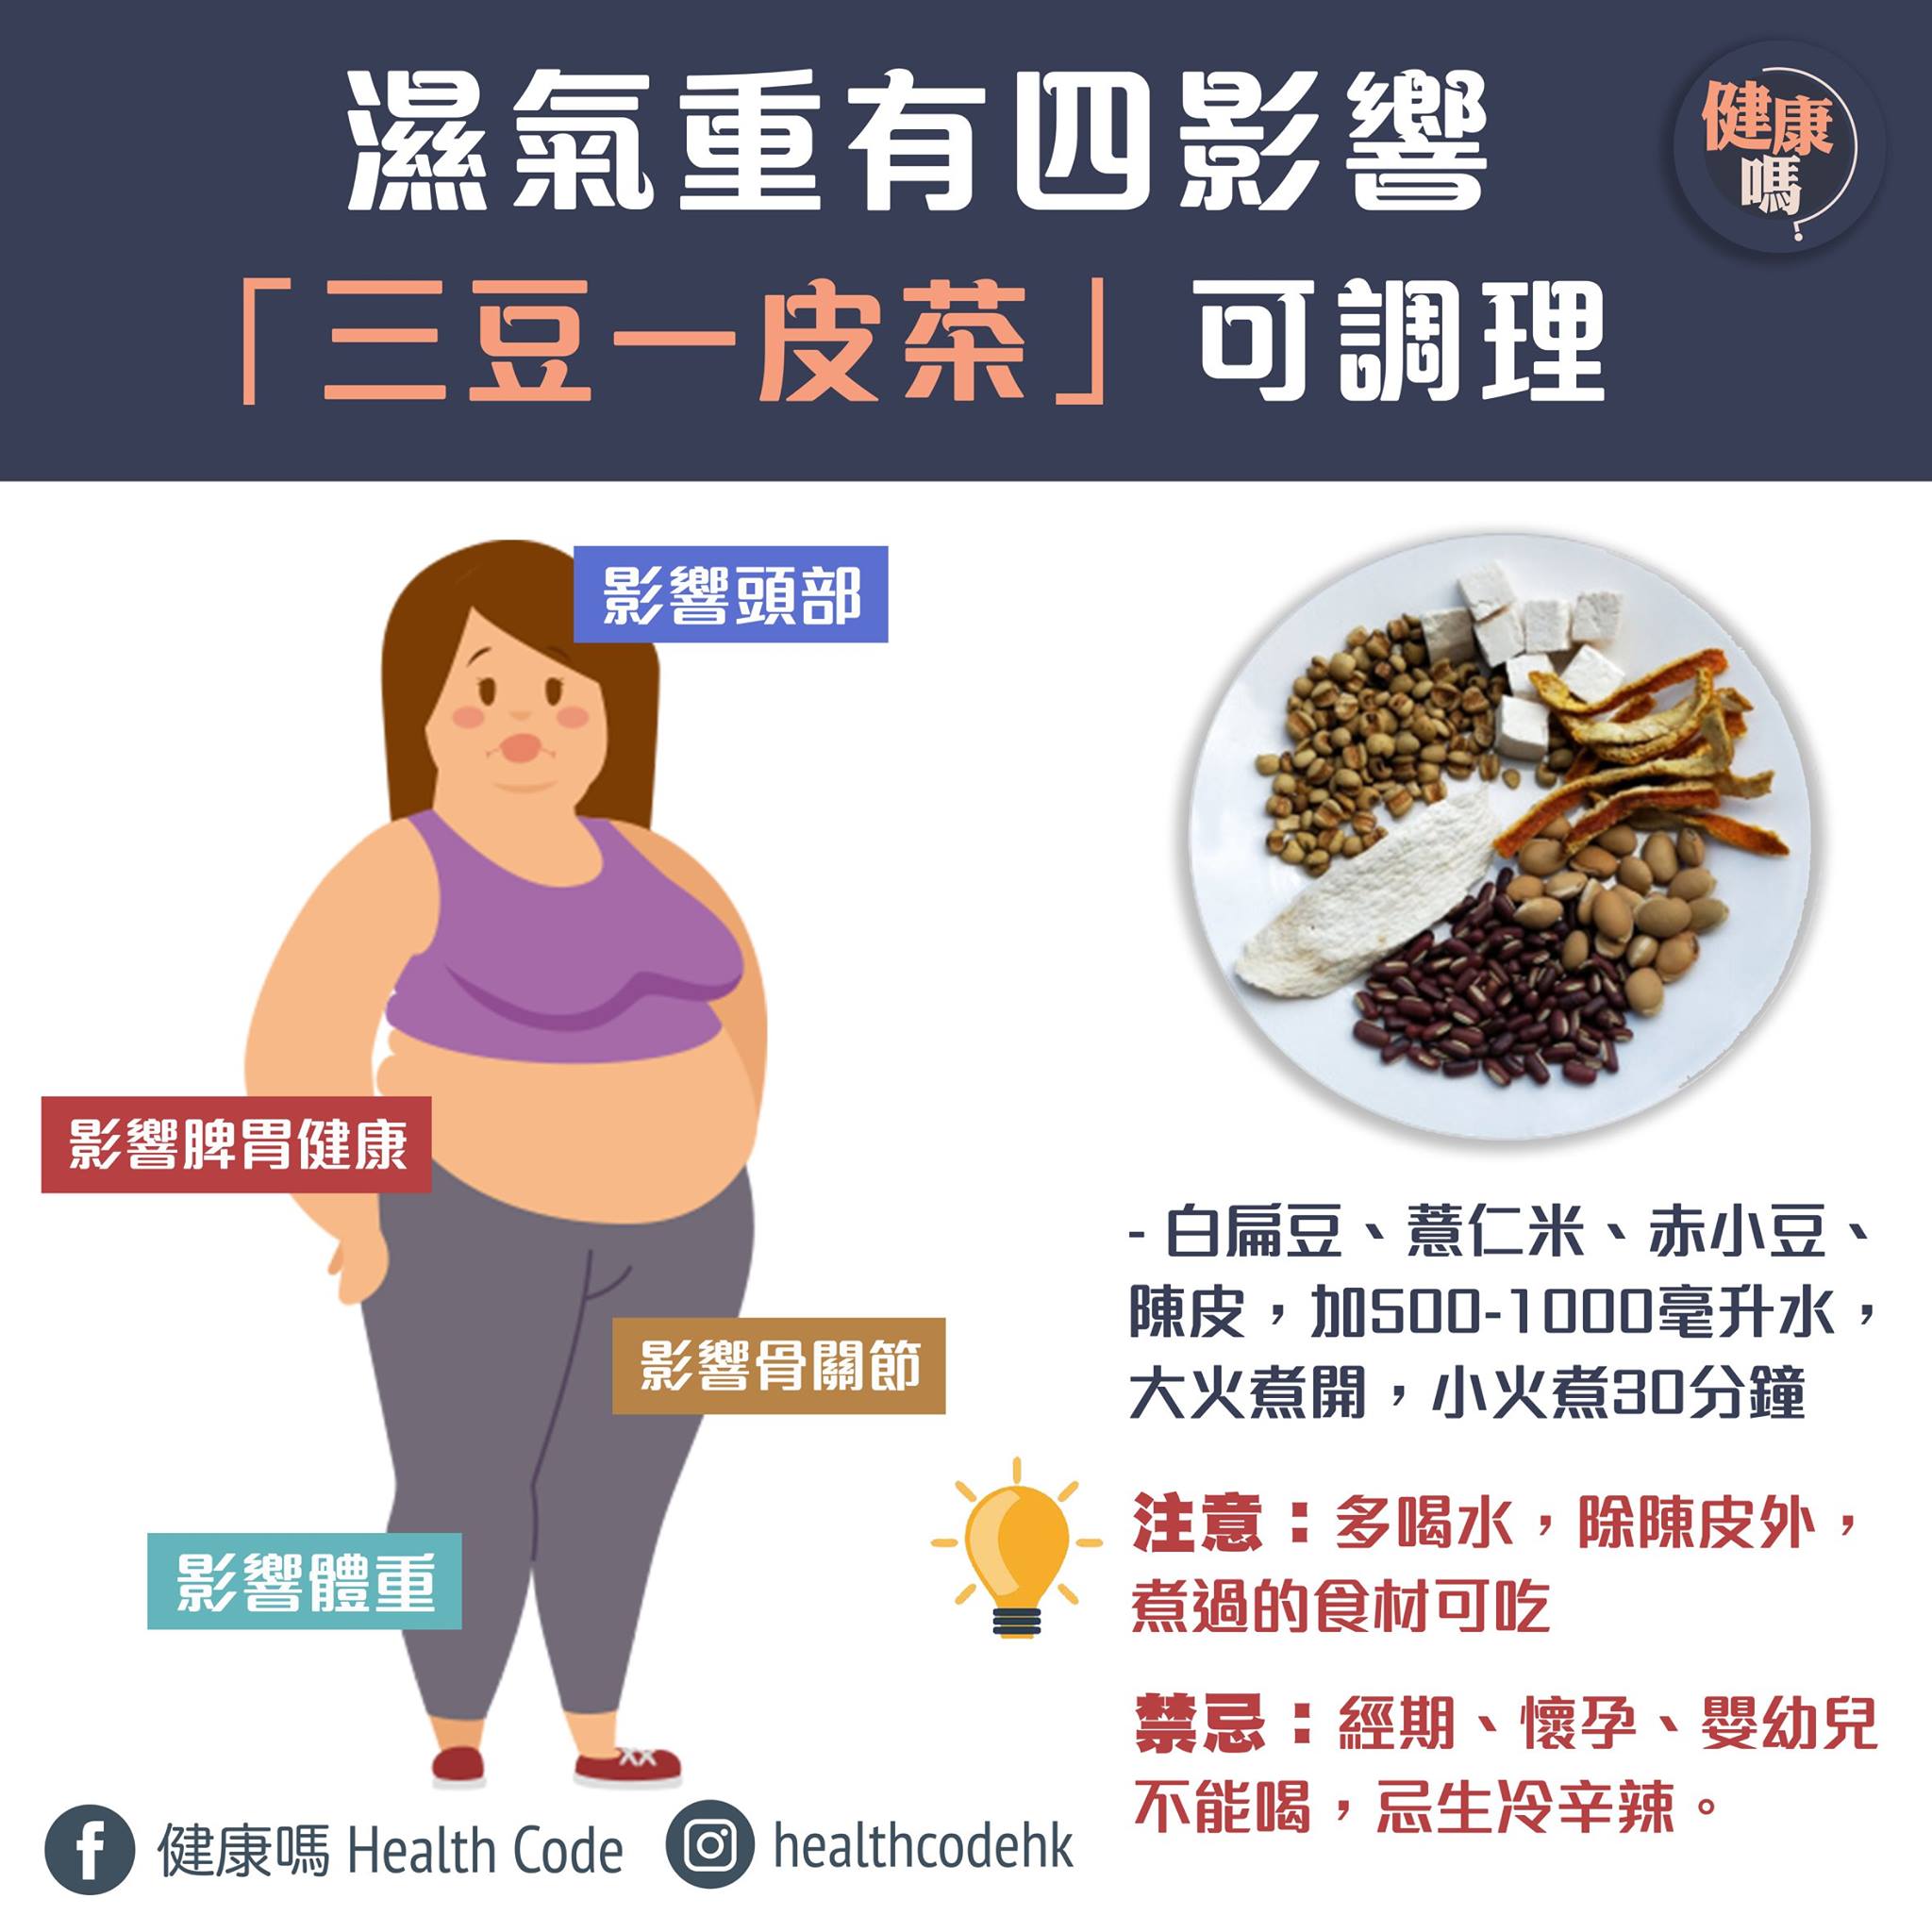 濕氣重有四影響
「三豆一皮茶」可調理
健康
嗎?
影響頭部
影響脾胃健康
影響骨關節
影響體重
- 白扁豆、薏仁米、赤小豆、
陳皮，加500-1000毫升水，
大火煮開，小火煮30分鐘
注意：多喝水，除陳皮外，
煮過的食材可吃
禁忌：經期、懷孕、嬰幼兒
不能喝，忌生冷辛辣。
健康嗎 Health Code
healthcodehk